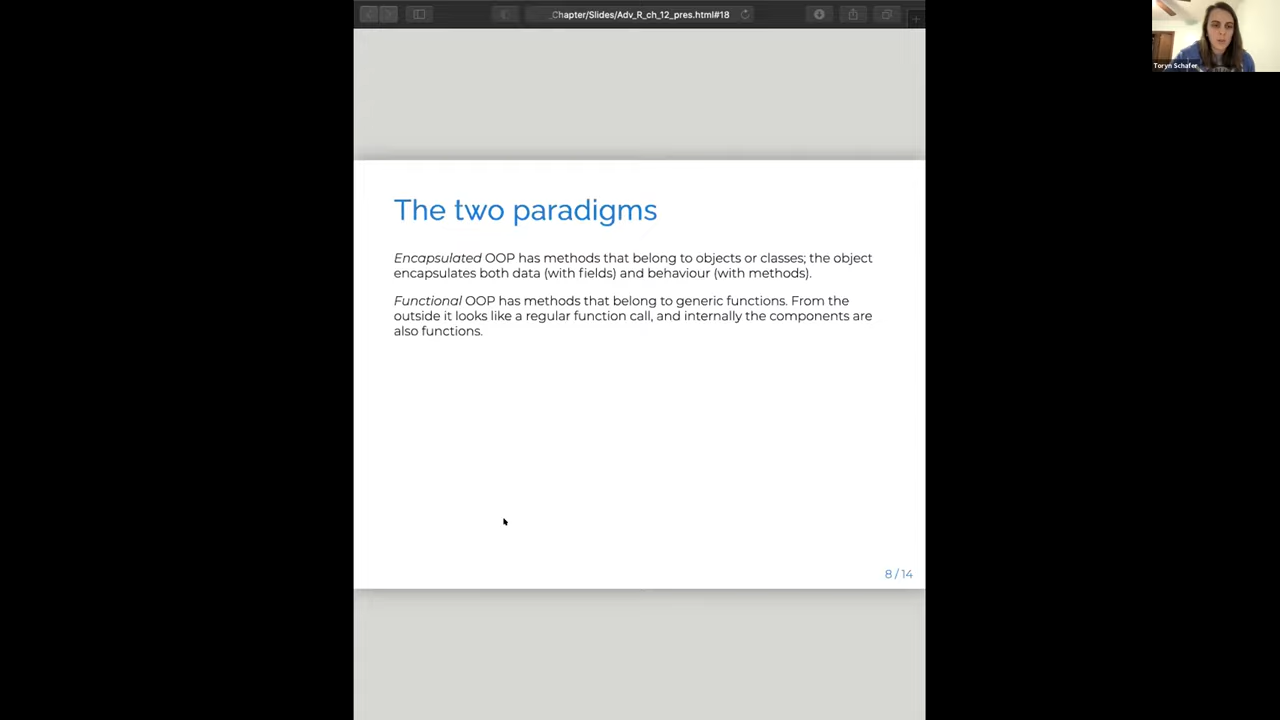 _Chapter/Slides/Adv_R_ch_12_pres.html#18
Toryn Schafer
The two paradigms
Encapsulated OOP has methods that belong to objects or classes; the object
encapsulates both data (with fields) and behaviour (with methods).
Functional OOP has methods that belong to generic functions. From the
outside it looks like a regular function call, and internally the components are
also functions.
8 / 14